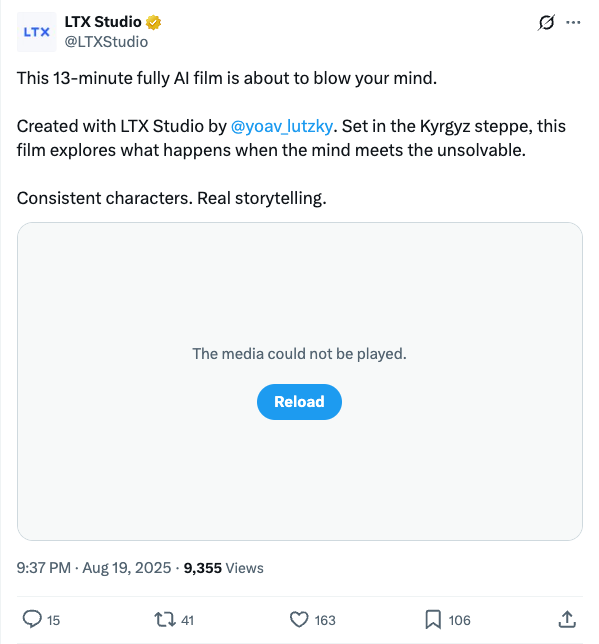 LTX
LTX Studio
@LTXStudio
This 13-minute fully AI film is about to blow your mind.
Created with LTX Studio by @yoav_lutzky. Set in the Kyrgyz steppe, this
film explores what happens when the mind meets the unsolvable.
Consistent characters. Real storytelling.
The media could not be played.
Reload
9:37 PM · Aug 19, 2025 · 9,355 Views
15 41 163 106